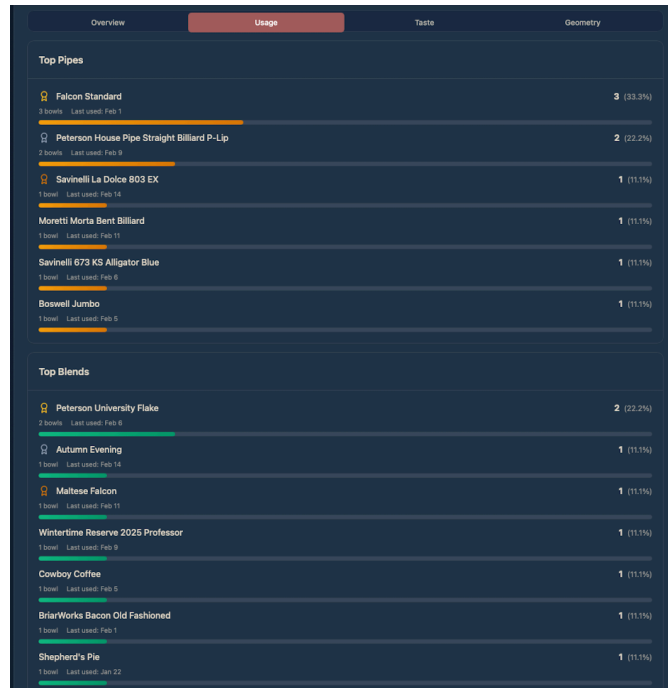 Overview Usage Taste Geometry
Top Pipes
Falcon Standard 3 (33.3%)
3 bowls Last used: Feb 1
Peterson House Pipe Straight Billiard P-Lip 2 (22.2%)
2 bowls Last used: Feb 9
Savinelli La Dolce 803 EX 1 (11.1%)
1 bowl Last used: Feb 14
Moretti Morta Bent Billiard 1 (11.1%)
1 bowl Last used: Feb 11
Savinelli 673 KS Alligator Blue 1 (11.1%)
1 bowl Last used: Feb 6
Boswell Jumbo 1 (11.1%)
1 bowl Last used: Feb 5
Top Blends
Peterson University Flake 2 (22.2%)
2 bowls Last used: Feb 6
Autumn Evening 1 (11.1%)
1 bowl Last used: Feb 14
Maltese Falcon 1 (11.1%)
1 bowl Last used: Feb 11
Wintertime Reserve 2025 Professor 1 (11.1%)
1 bowl Last used: Feb 9
Cowboy Coffee 1 (11.1%)
1 bowl Last used: Feb 5
BriarWorks Bacon Old Fashioned 1 (11.1%)
1 bowl Last used: Feb 1
Shepherd's Pie 1 (11.1%)
1 bowl Last used: Jan 22